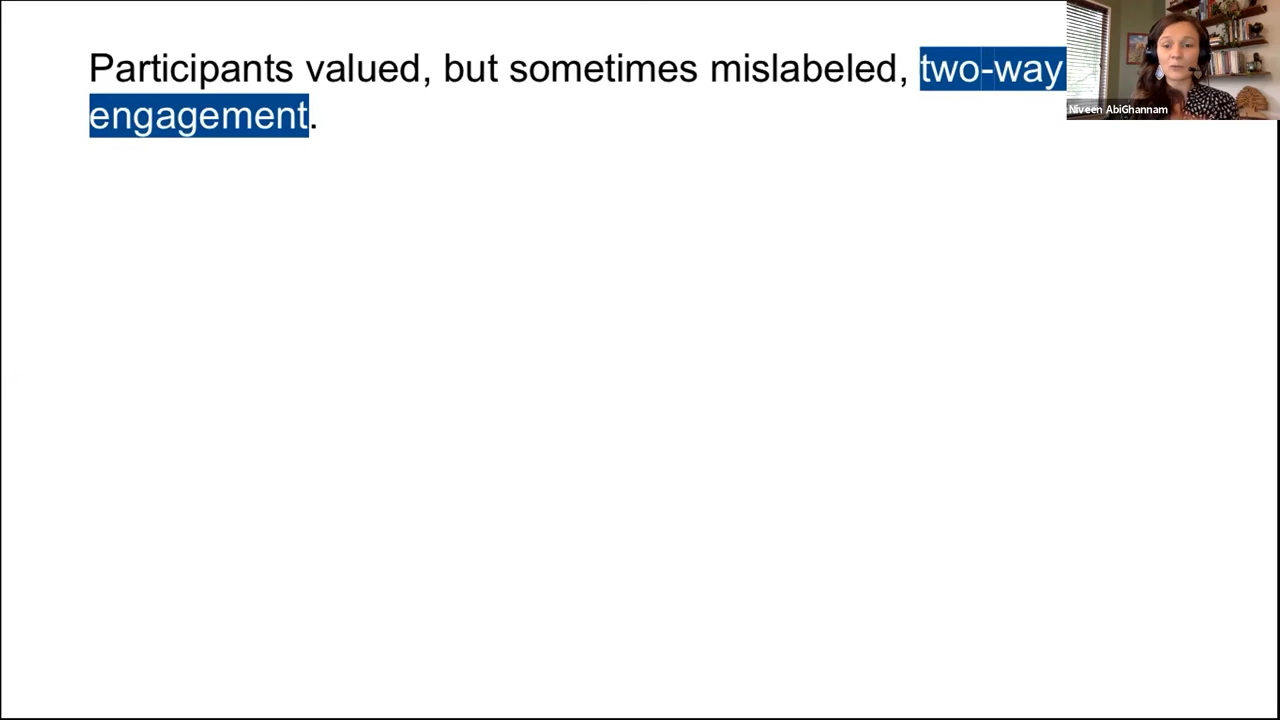 Participants valued, but sometimes mislabeled, two-way
engagement.
Niveen AbiGhannam